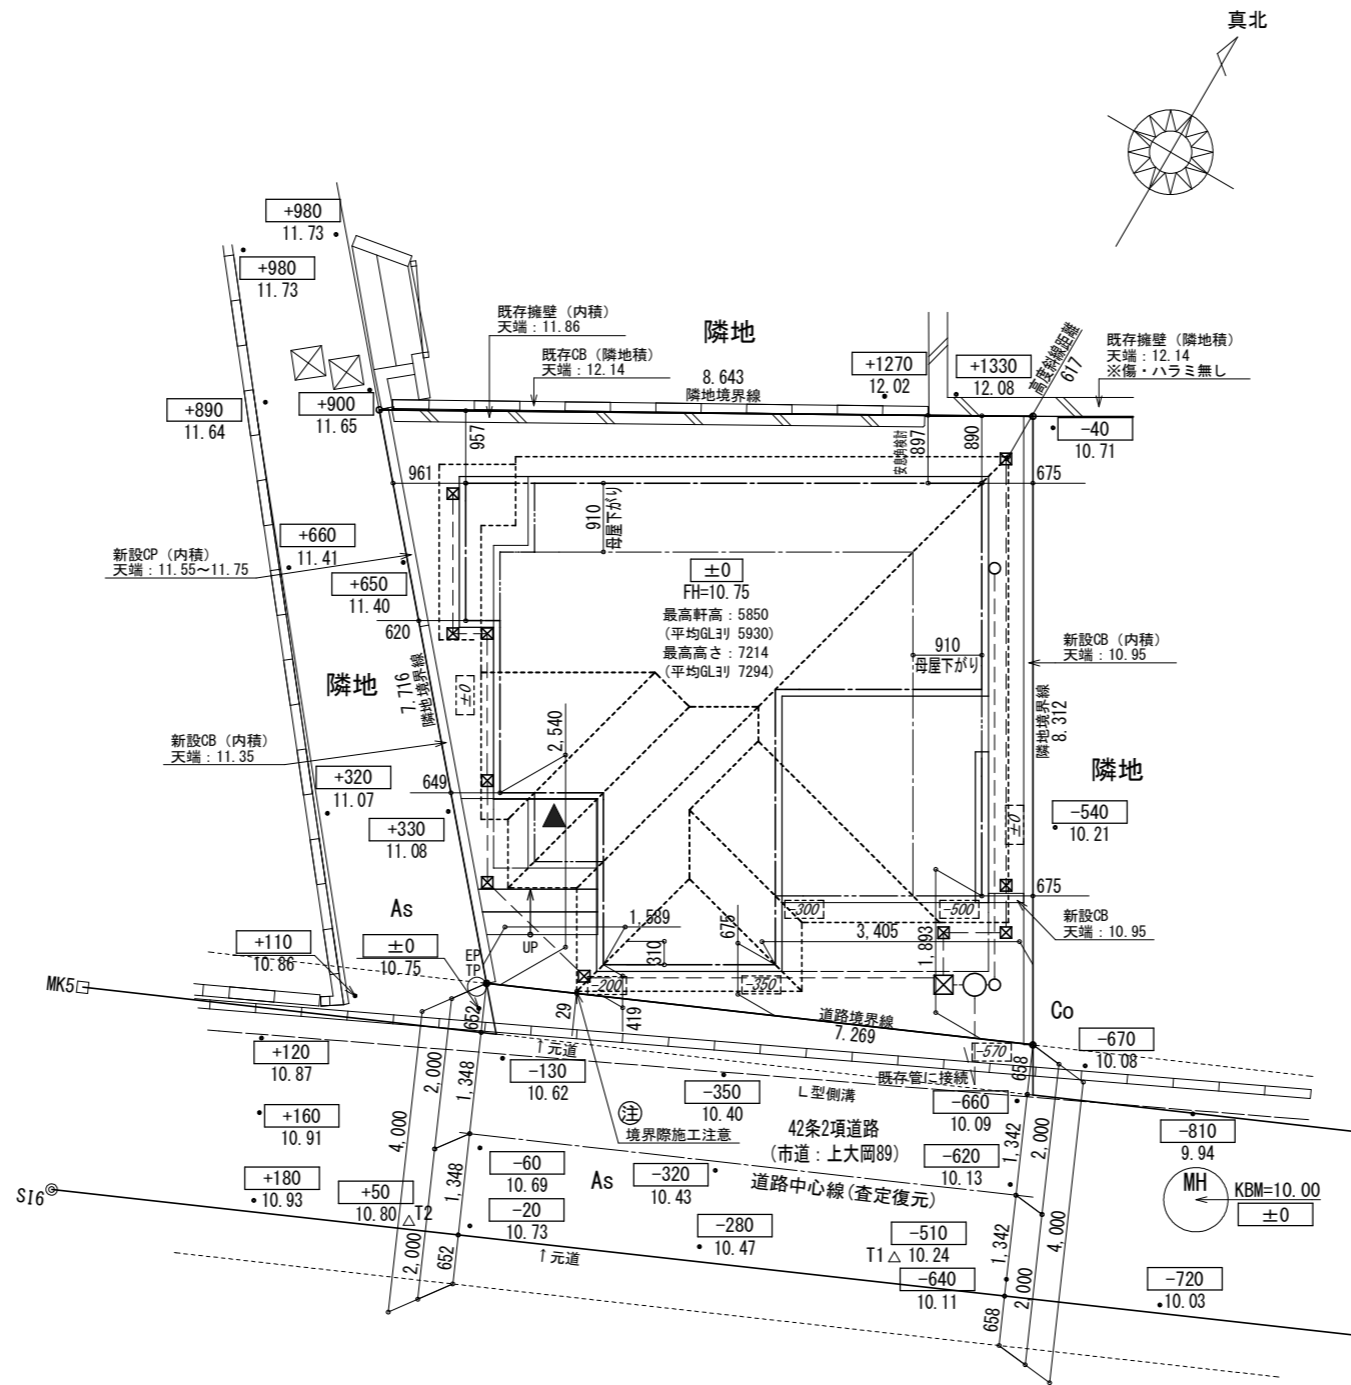 真北
+980
11.73
+980
11.73
既存擁壁（内積）
天端：11.86
既存CB（隣地積）
天端：12.14
隣地
8.643
隣地境界線
+1270
12.02
+1330
12.08
高度斜線距離
617
既存擁壁（隣地積）
天端：12.14
※傷・ハラミ無し
+890
11.64
+900
11.65
-40
10.71
957
961
安息角検討
897
890
675
910
母屋下がり
+660
11.41
新設CP（内積）
天端：11.55～11.75
+650
11.40
620
±0
FH=10.75
最高軒高：5850
(平均GLヨリ 5930)
最高高さ：7214
(平均GLヨリ 7294)
910
母屋下がり
新設CB（内積）
天端：10.95
隣地
7.716
隣地境界線
±0
隣地境界線
8.312
隣地
新設CB（内積）
天端：11.35
2,540
+320
11.07
649
+330
11.08
±0
-540
10.21
675
As
-300
-500
新設CB
天端：10.95
1,589
675
3,405
1,893
310
UP
+110
10.86
±0
10.75
EP
TP
MK5
-200
-350
652
29
419
道路境界線
7.269
Co
-570
-670
10.08
+120
10.87
2,000
1,348
↑元道
-130
10.62
-350
10.40
既存管に接続
L型側溝
658
-660
10.09
+160
10.91
4,000
注
境界際施工注意
42条2項道路
(市道：上大岡89)
1,342
2,000
-810
9.94
-60
10.69
As
-320
10.43
-620
10.13
道路中心線(査定復元)
MH
KBM=10.00
±0
SI6
+180
10.93
+50
10.80
T2
1,348
-20
10.73
-280
10.47
-510
T1 10.24
1,342
4,000
2,000
652
↑元道
-640
10.11
2,000
-720
10.03
658